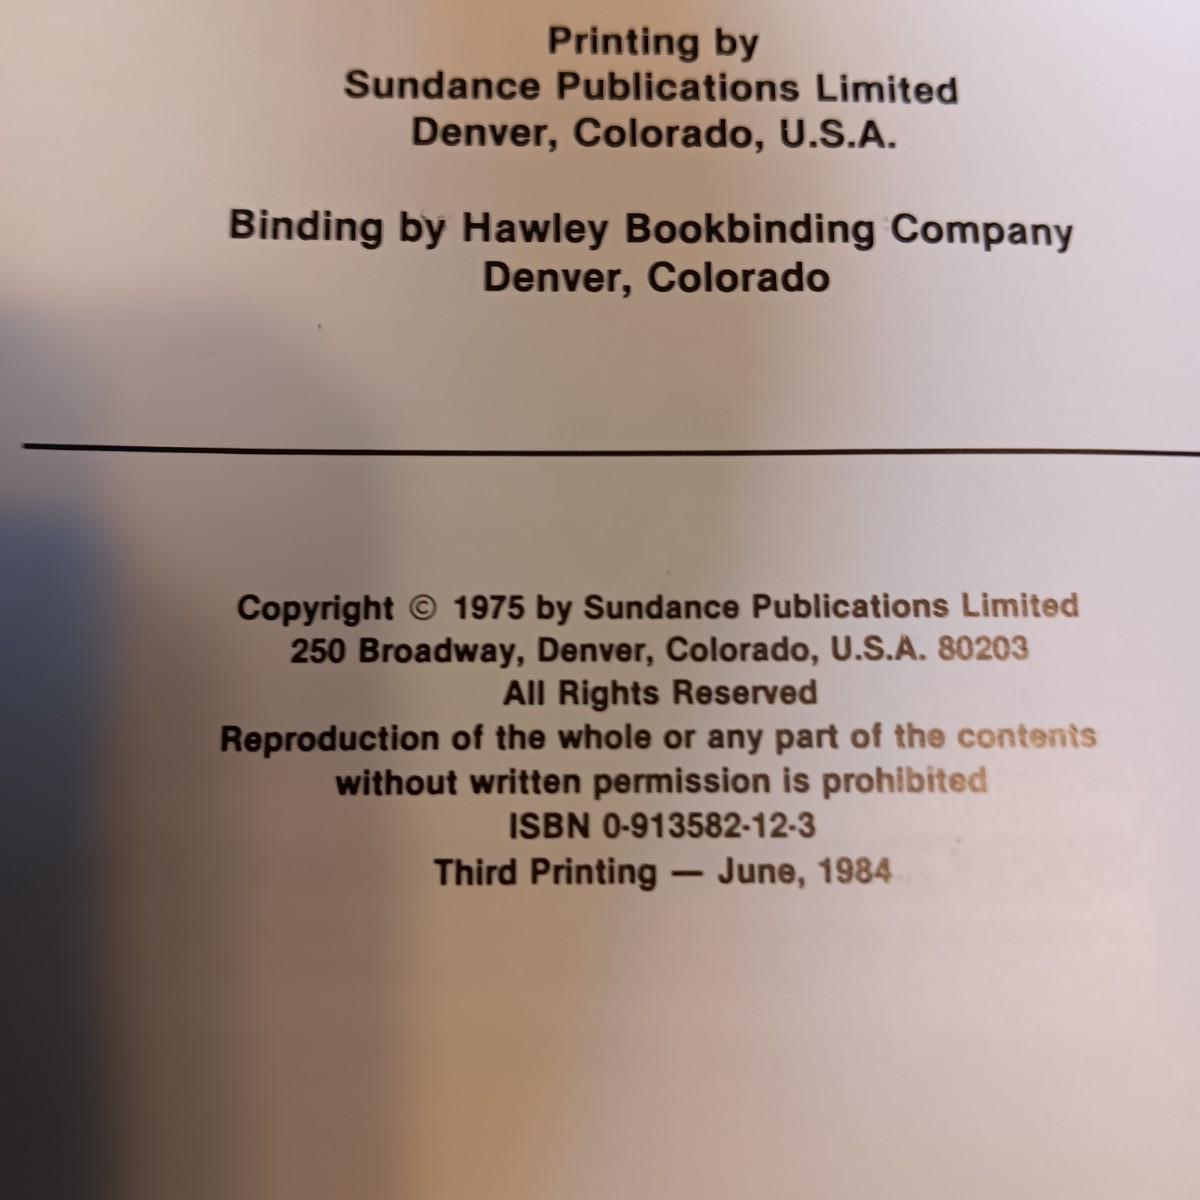 Printing by
Sundance Publications Limited
Denver, Colorado, U.S.A.
Binding by Hawley Bookbinding Company
Denver, Colorado
Copyright © 1975 by Sundance Publications Limited
250 Broadway, Denver, Colorado, U.S.A. 80203
All Rights Reserved
Reproduction of the whole or any part of the contents
without written permission is prohibited
ISBN 0-913582-12-3
Third Printing — June, 1984